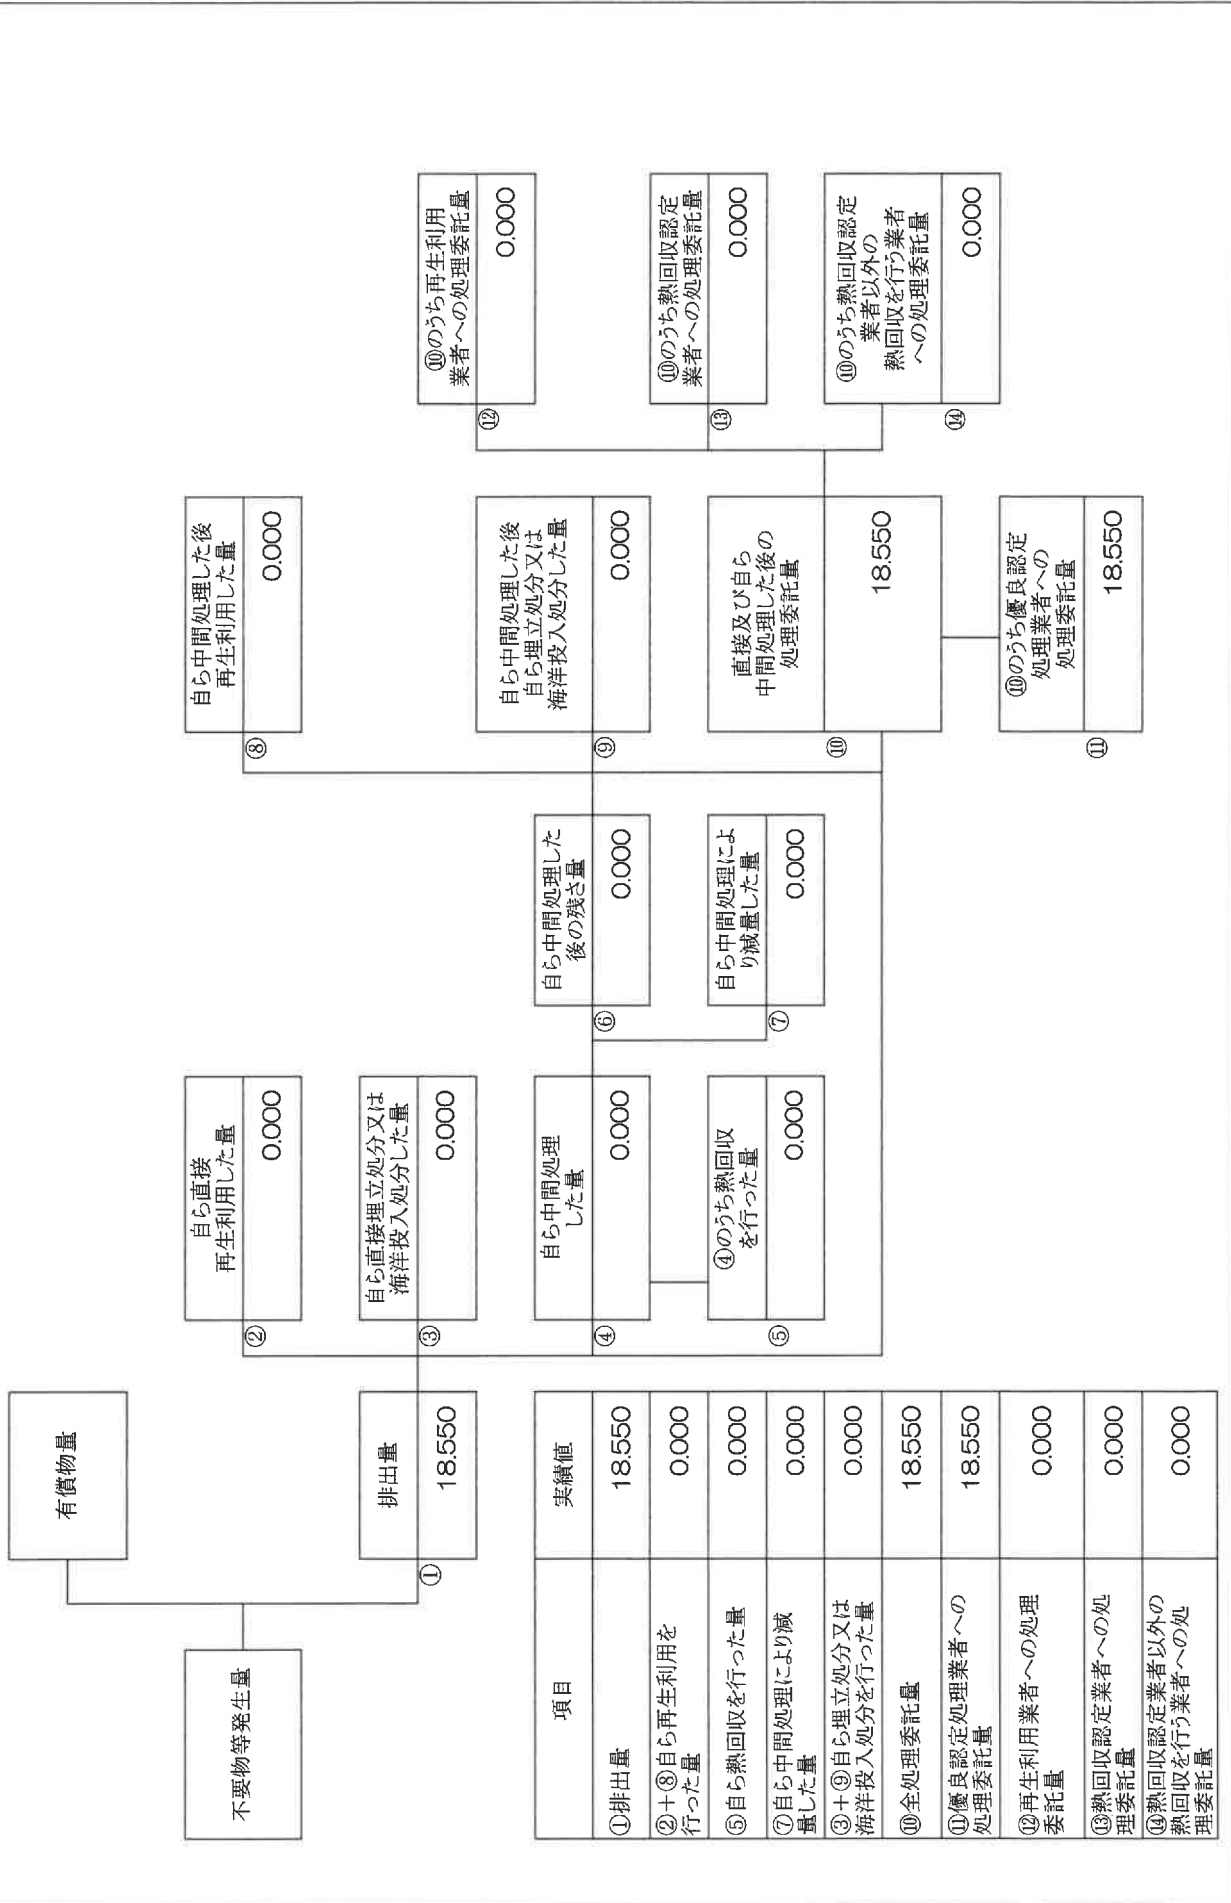 有償物量
不要物等発生量
①
排出量
18.550
②
自ら直接
再生利用した量
0.000
③
自ら直接埋立処分又は
海洋投入処分した量
0.000
④
自ら中間処理
した量
0.000
⑤
④のうち熱回収
を行った量
0.000
⑥
自ら中間処理した
後の残さ量
0.000
⑦
自ら中間処理によ
り減量した量
0.000
⑧
自ら中間処理した後
再生利用した量
0.000
⑨
自ら中間処理した後
自ら埋立処分又は
海洋投入処分した量
0.000
⑩
直接及び自ら
中間処理した後の
処理委託量
18.550
⑪
⑩のうち優良認定
処理業者への
処理委託量
18.550
⑫
⑩のうち再生利用
業者への処理委託量
0.000
⑬
⑩のうち熱回収認定
業者への処理委託量
0.000
⑭
⑩のうち熱回収認定
業者以外の
熱回収を行う業者
への処理委託量
0.000
項目 実績値
①排出量 18.550
②+⑧自ら再生利用を
行った量 0.000
⑤自ら熱回収を行った量 0.000
⑦自ら中間処理により減
量した量 0.000
③+⑨自ら埋立処分又は
海洋投入処分を行った量 0.000
⑩全処理委託量 18.550
⑪優良認定処理業者への
処理委託量 18.550
⑫再生利用業者への処理
委託量 0.000
⑬熱回収認定業者への処
理委託量 0.000
⑭熱回収認定業者以外の
熱回収を行う業者への処
理委託量 0.000